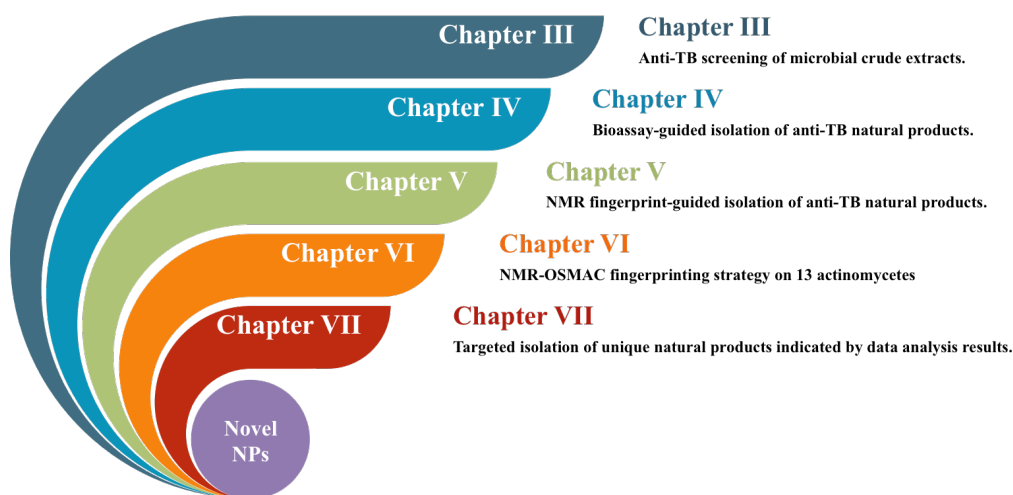 Chapter III
Chapter III
Anti-TB screening of microbial crude extracts.
Chapter IV
Chapter IV
Bioassay-guided isolation of anti-TB natural products.
Chapter V
Chapter V
NMR fingerprint-guided isolation of anti-TB natural products.
Chapter VI
Chapter VI
NMR-OSMAC fingerprinting strategy on 13 actinomycetes
Chapter VII
Chapter VII
Targeted isolation of unique natural products indicated by data analysis results.
Novel
NPs